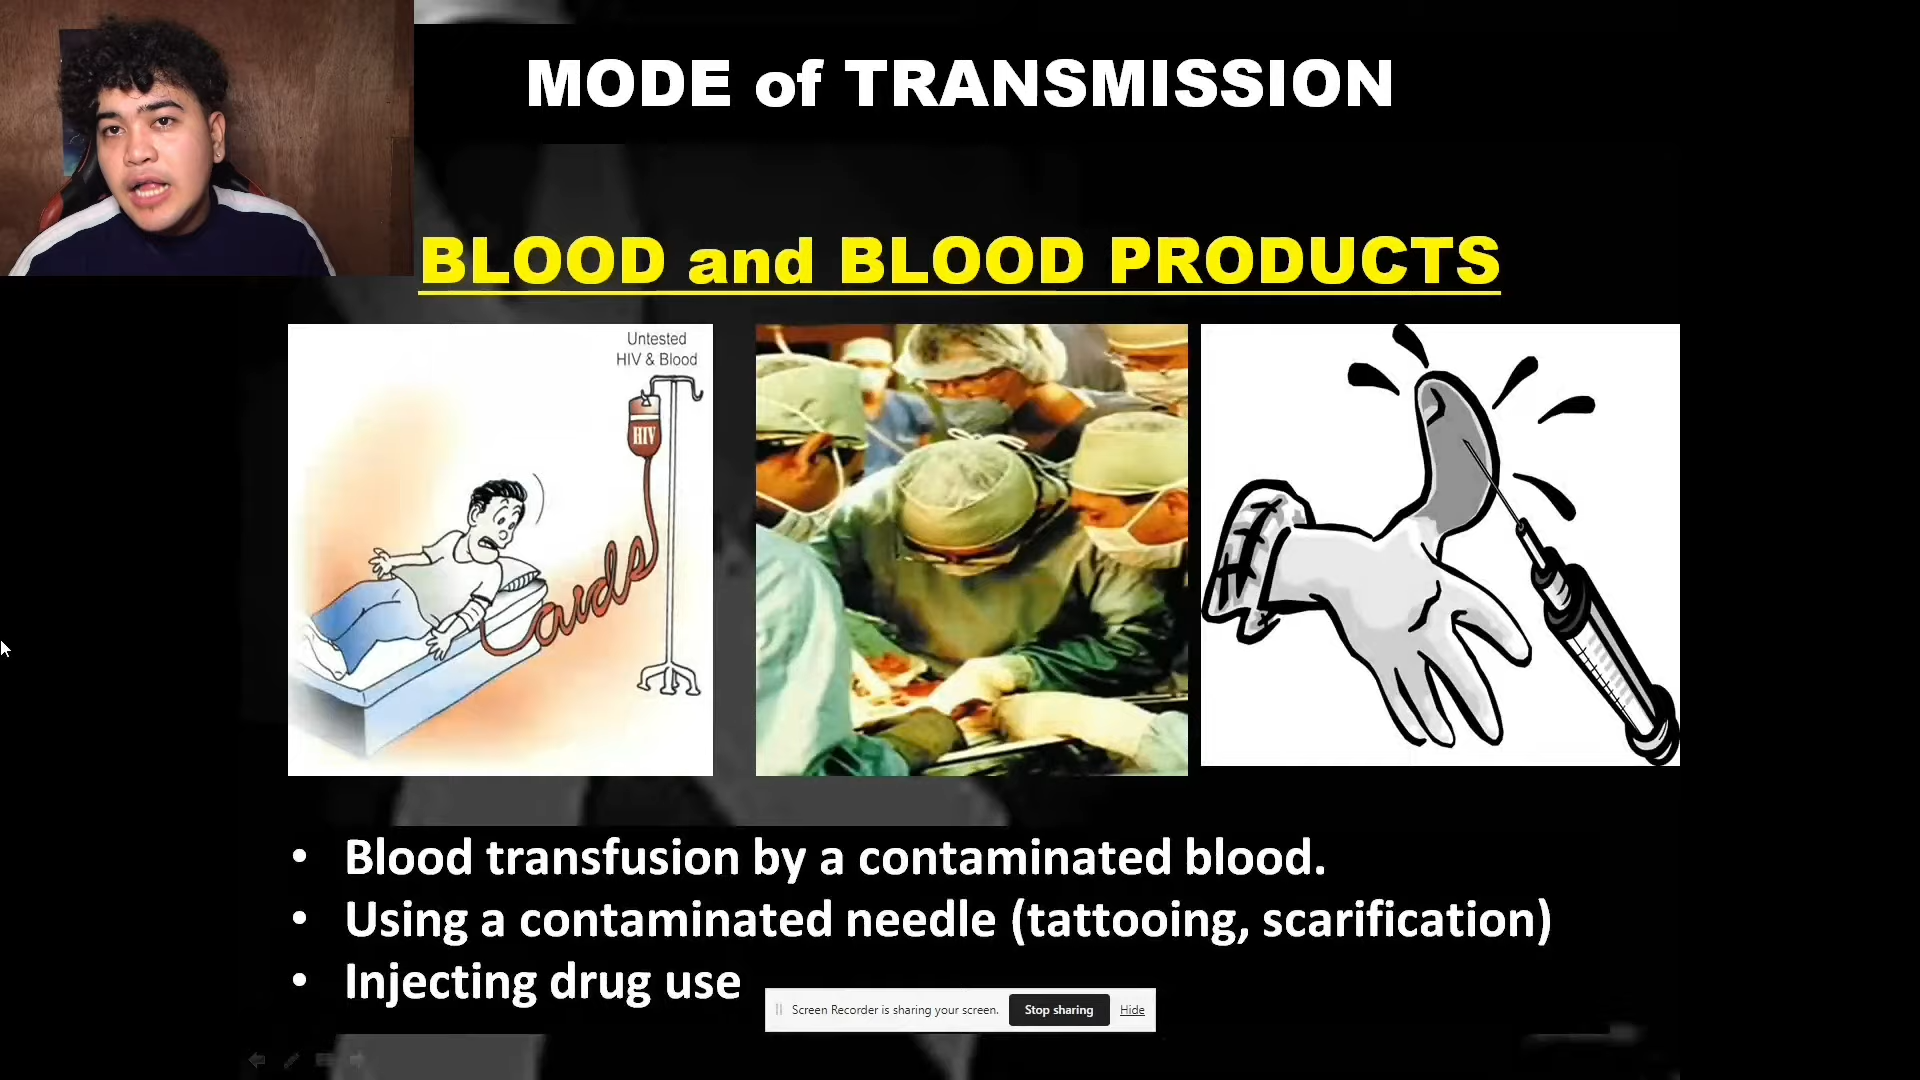 MODE of TRANSMISSION
BLOOD and BLOOD PRODUCTS
Untested
HIV & Blood
HIV
aids
• Blood transfusion by a contaminated blood.
• Using a contaminated needle (tattooing, scarification)
• Injecting drug use
Screen Recorder is sharing your screen. Stop sharing Hide